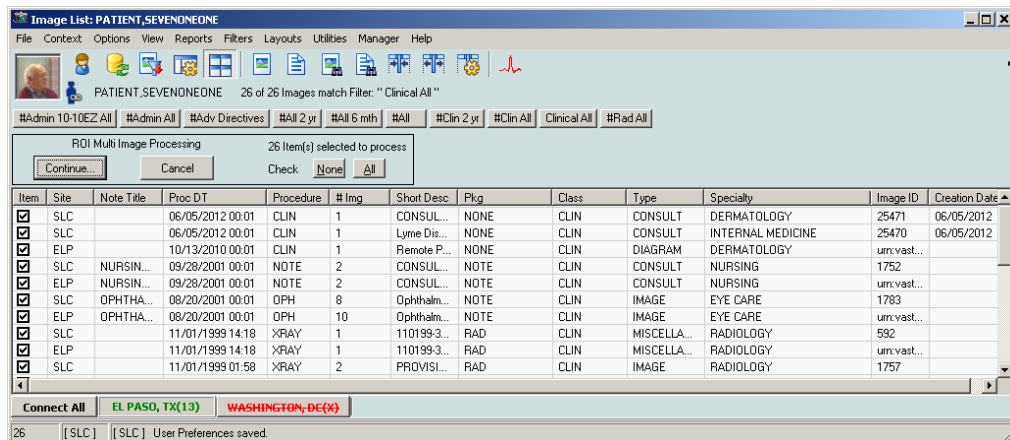 Image List: PATIENT,SEVENONEONE
File Context Options View Reports Filters Layouts Utilities Manager Help
PATIENT,SEVENONEONE 26 of 26 Images match Filter: " Clinical All "
#Admin 10-10EZ All #Admin All #Adv Directives #All 2 yr #All 6 mth #All #Clin 2 yr #Clin All Clinical All #Rad All
ROI Multi Image Processing 26 Item(s) selected to process
Continue... Cancel Check None All
Item Site Note Title Proc DT Procedure # Img Short Desc Pkg Class Type Specialty Image ID Creation Date
SLC 06/05/2012 00:01 CLIN 1 CONSUL... NONE CLIN CONSULT DERMATOLOGY 25471 06/05/2012
SLC 06/05/2012 00:01 CLIN 1 Lyme Dis... NONE CLIN CONSULT INTERNAL MEDICINE 25470 06/05/2012
ELP 10/13/2010 00:01 CLIN 1 Remote P... NONE CLIN DIAGRAM DERMATOLOGY urn:vast...
SLC NURSIN... 09/28/2001 00:01 NOTE 2 CONSUL... NOTE CLIN CONSULT NURSING 1752
ELP NURSIN... 09/28/2001 00:01 NOTE 2 CONSUL... NOTE CLIN CONSULT NURSING urn:vast...
SLC OPHTHA... 08/20/2001 00:01 OPH 8 Ophthalm... NOTE CLIN IMAGE EYE CARE 1783
ELP OPHTHA... 08/20/2001 00:01 OPH 10 Ophthalm... NOTE CLIN IMAGE EYE CARE urn:vast...
SLC 11/01/1999 14:18 XRAY 1 110199-3... RAD CLIN MISCELLA... RADIOLOGY 592
ELP 11/01/1999 14:18 XRAY 1 110199-3... RAD CLIN MISCELLA... RADIOLOGY urn:vast...
SLC 11/01/1999 01:58 XRAY 2 PROVISI... RAD CLIN IMAGE RADIOLOGY 1757
Connect All EL PASO, TX(13) WASHINGTON, DC(X)
26 [ SLC ] [ SLC ] User Preferences saved.